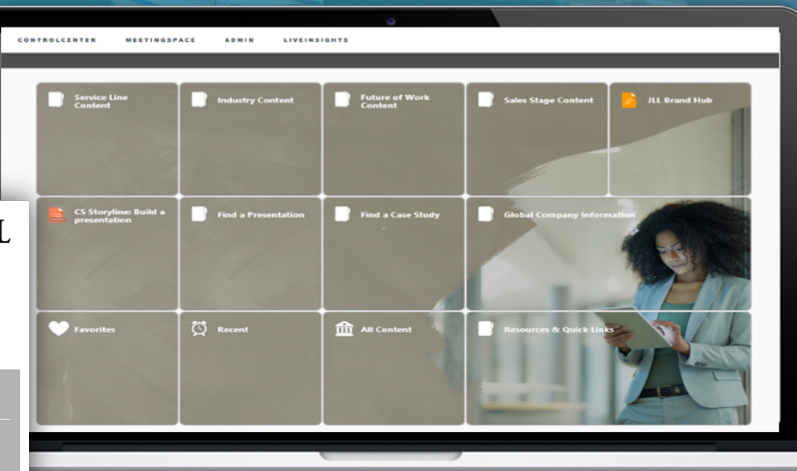 CONTROLCENTER MEETINGSPACE ADMIN LIVEINSIGHTS
Service Line
Content
Industry Content
Future of Work
Content
Sales Stage Content
JLL Brand Hub
CS Storyline: Build a
presentation
Find a Presentation
Find a Case Study
Global Company Information
Favorites
Recent
All Content
Resources & Quick Links
L